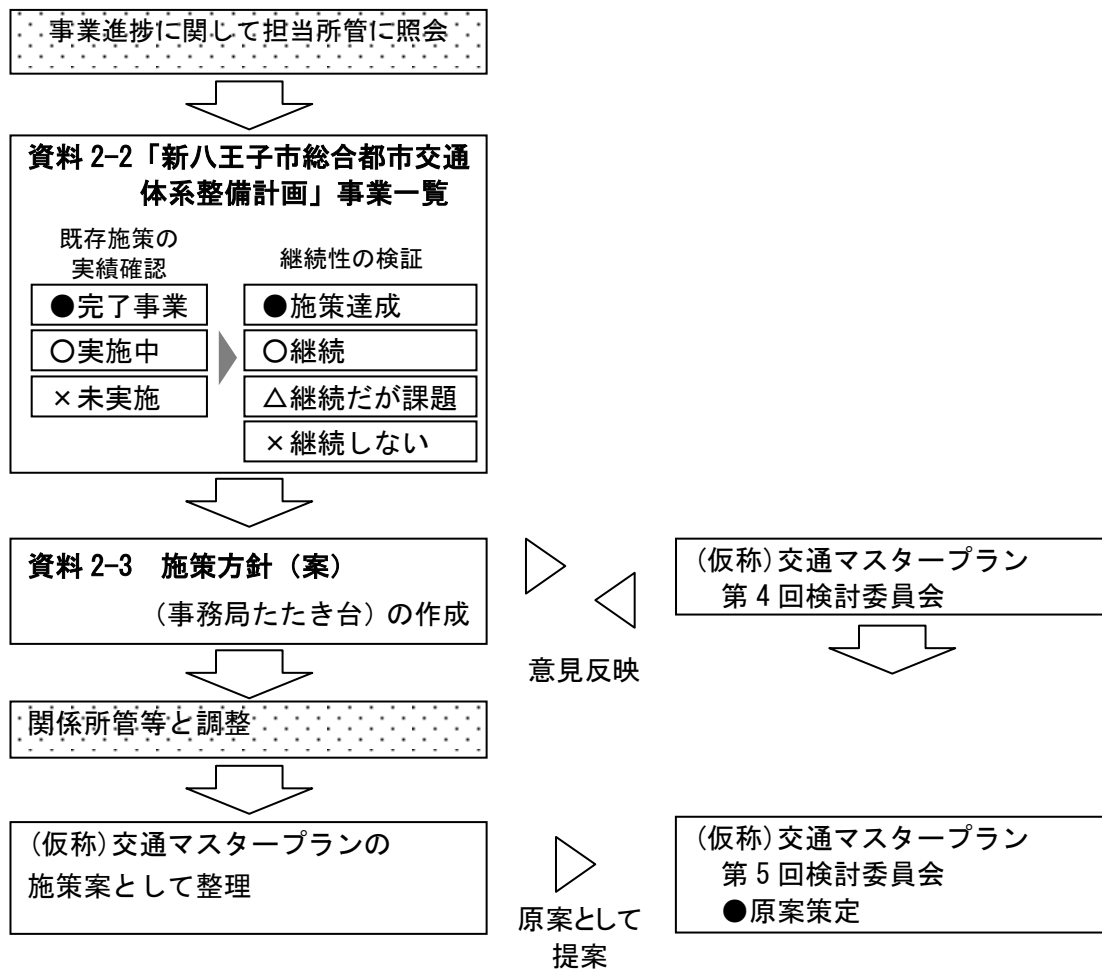 事業進捗に関して担当所管に照会
資料 2-2「新八王子市総合都市交通
体系整備計画」事業一覧
既存施策の
実績確認
●完了事業
○実施中
×未実施
継続性の検証
●施策達成
○継続
△継続だが課題
×継続しない
資料 2-3　施策方針（案）
（事務局たたき台）の作成
意見反映
(仮称)交通マスタープラン
第 4 回検討委員会
関係所管等と調整
(仮称)交通マスタープランの
施策案として整理
原案として
提案
(仮称)交通マスタープラン
第 5 回検討委員会
●原案策定